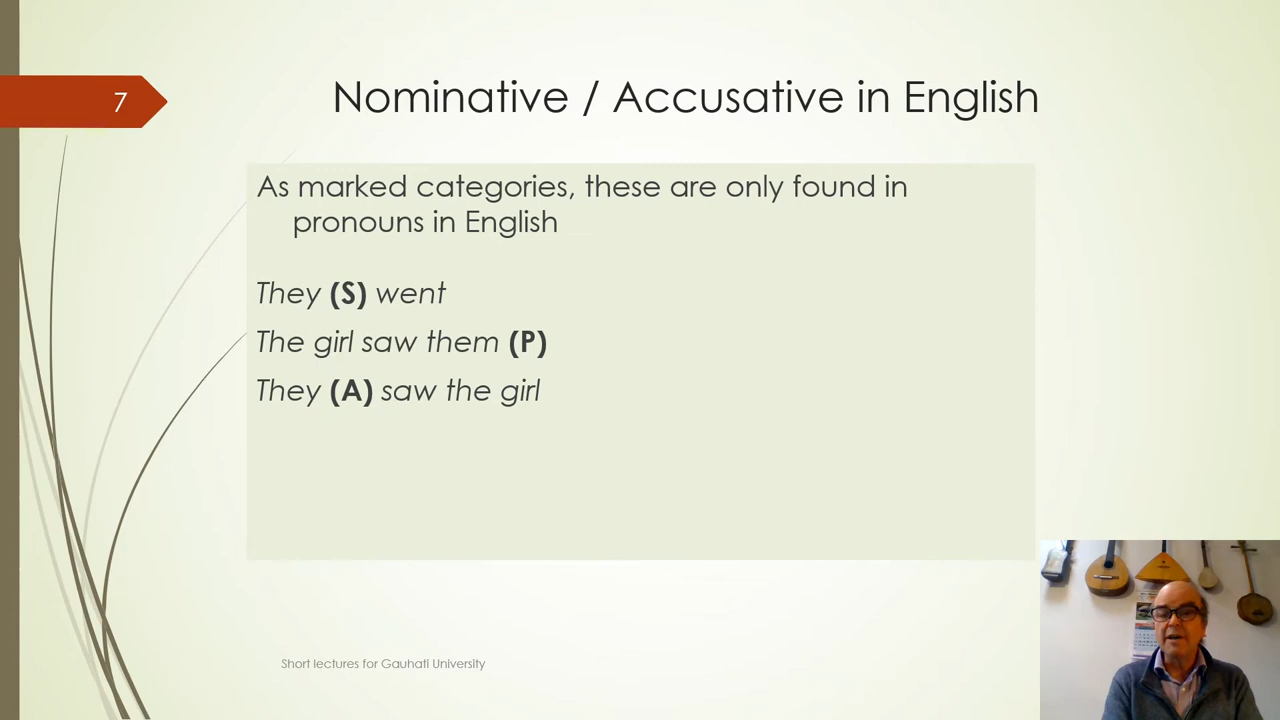 7
Nominative / Accusative in English
As marked categories, these are only found in
pronouns in English
They (S) went
The girl saw them (P)
They (A) saw the girl
Short lectures for Gauhati University